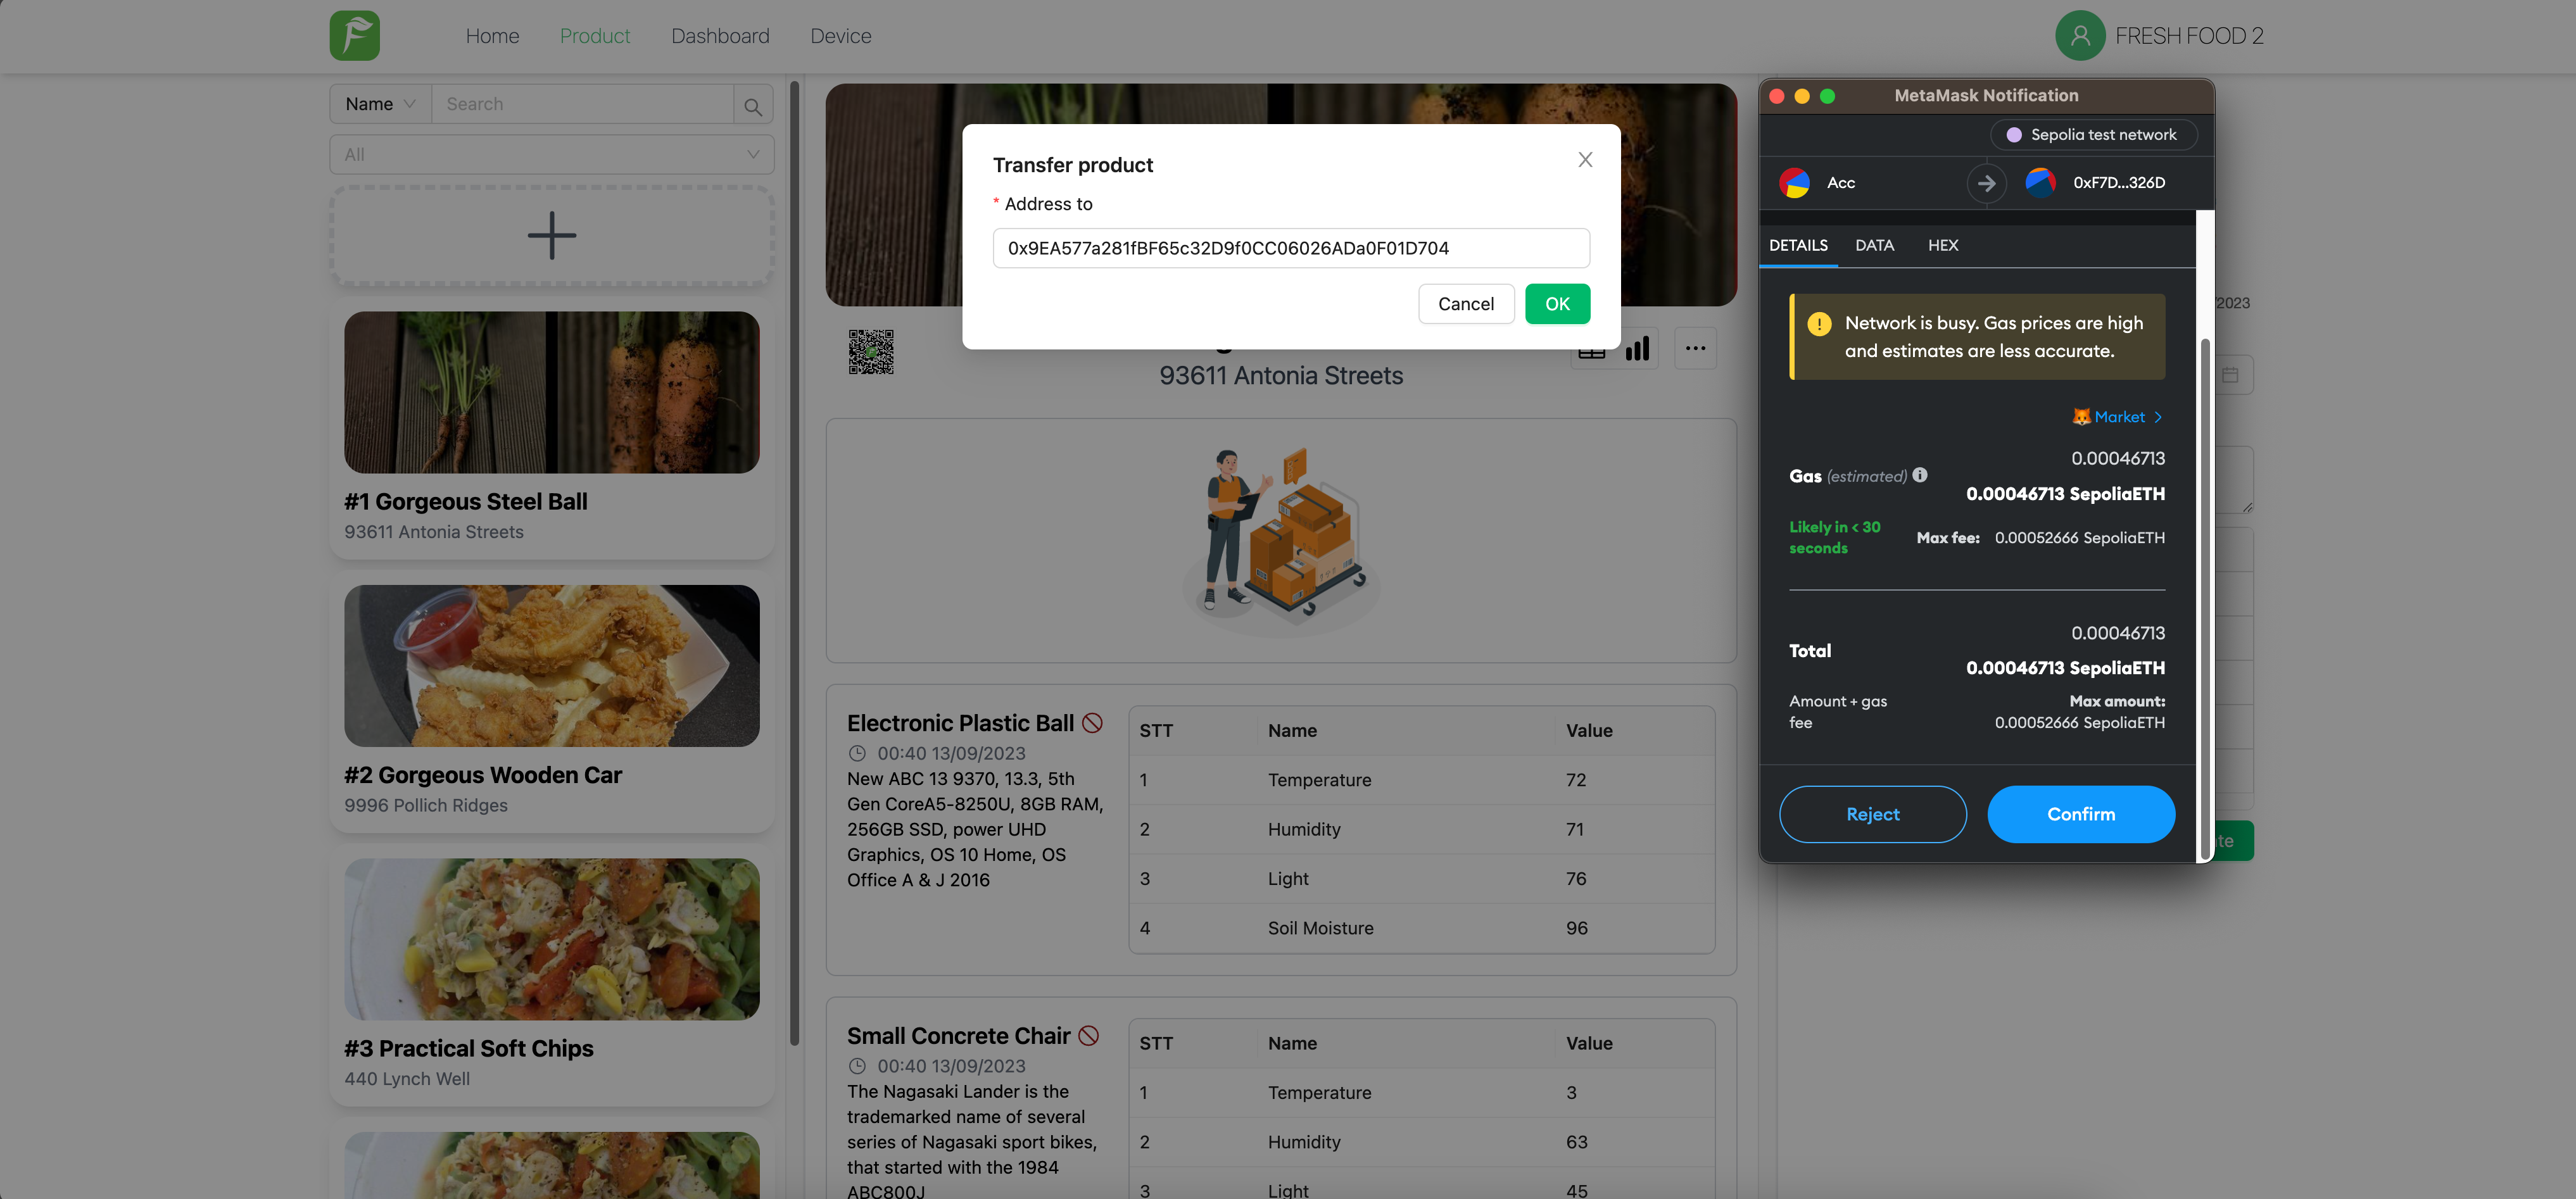 Home
Product
Dashboard
Device
FRESH FOOD 2
Name
Search
All
#1 Gorgeous Steel Ball
93611 Antonia Streets
#2 Gorgeous Wooden Car
9996 Pollich Ridges
#3 Practical Soft Chips
440 Lynch Well
Transfer product
* Address to
0x9EA577a281fBF65c32D9f0CC06026ADa0F01D704
Cancel
OK
93611 Antonia Streets
Electronic Plastic Ball
00:40 13/09/2023
New ABC 13 9370, 13.3, 5th
Gen CoreA5-8250U, 8GB RAM,
256GB SSD, power UHD
Graphics, OS 10 Home, OS
Office A & J 2016
STT Name Value
1 Temperature 72
2 Humidity 71
3 Light 76
4 Soil Moisture 96
Small Concrete Chair
00:40 13/09/2023
The Nagasaki Lander is the
trademarked name of several
series of Nagasaki sport bikes,
that started with the 1984
ABC800J
STT Name Value
1 Temperature 3
2 Humidity 63
3 Light 45
MetaMask Notification
Sepolia test network
Acc
0xF7D...326D
DETAILS
DATA
HEX
Network is busy. Gas prices are high
and estimates are less accurate.
Market >
0.00046713
Gas (estimated)
0.00046713 SepoliaETH
Likely in < 30
seconds
Max fee: 0.00052666 SepoliaETH
0.00046713
Total
0.00046713 SepoliaETH
Amount + gas
fee
Max amount:
0.00052666 SepoliaETH
Reject
Confirm
/2023